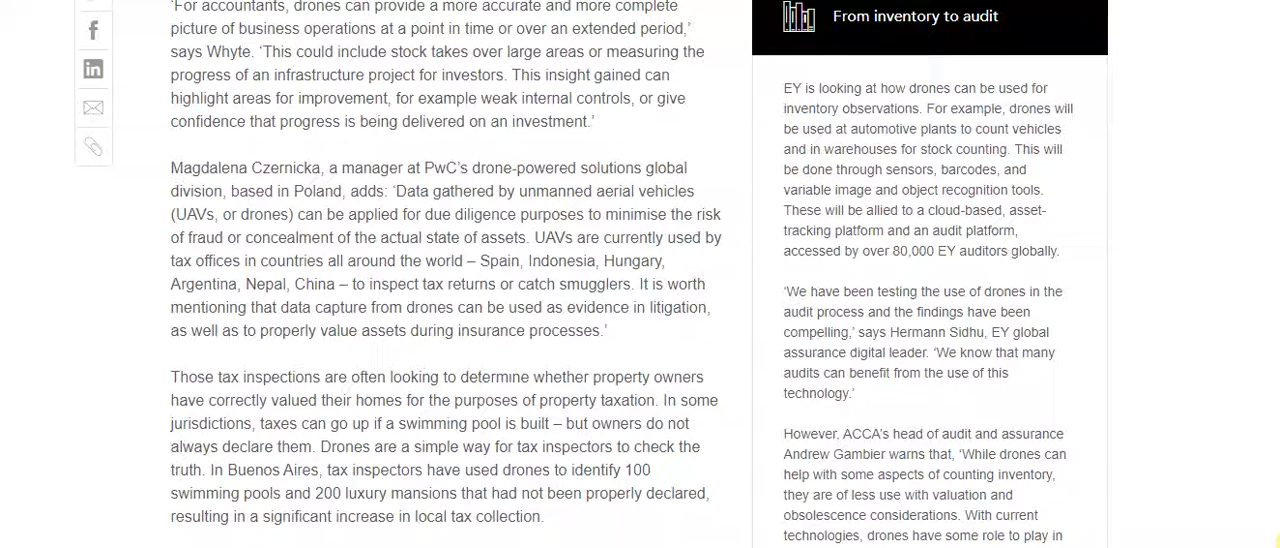 'For accountants, drones can provide a more accurate and more complete
picture of business operations at a point in time or over an extended period,'
says Whyte. 'This could include stock takes over large areas or measuring the
progress of an infrastructure project for investors. This insight gained can
highlight areas for improvement, for example weak internal controls, or give
confidence that progress is being delivered on an investment.'
Magdalena Czernicka, a manager at PwC's drone-powered solutions global
division, based in Poland, adds: 'Data gathered by unmanned aerial vehicles
(UAVs, or drones) can be applied for due diligence purposes to minimise the risk
of fraud or concealment of the actual state of assets. UAVs are currently used by
tax offices in countries all around the world – Spain, Indonesia, Hungary,
Argentina, Nepal, China – to inspect tax returns or catch smugglers. It is worth
mentioning that data capture from drones can be used as evidence in litigation,
as well as to properly value assets during insurance processes.'
Those tax inspections are often looking to determine whether property owners
have correctly valued their homes for the purposes of property taxation. In some
jurisdictions, taxes can go up if a swimming pool is built – but owners do not
always declare them. Drones are a simple way for tax inspectors to check the
truth. In Buenos Aires, tax inspectors have used drones to identify 100
swimming pools and 200 luxury mansions that had not been properly declared,
resulting in a significant increase in local tax collection.
From inventory to audit
EY is looking at how drones can be used for
inventory observations. For example, drones will
be used at automotive plants to count vehicles
and in warehouses for stock counting. This will
be done through sensors, barcodes, and
variable image and object recognition tools.
These will be allied to a cloud-based, asset-
tracking platform and an audit platform,
accessed by over 80,000 EY auditors globally.
'We have been testing the use of drones in the
audit process and the findings have been
compelling,' says Hermann Sidhu, EY global
assurance digital leader. 'We know that many
audits can benefit from the use of this
technology.'
However, ACCA's head of audit and assurance
Andrew Gambier warns that, 'While drones can
help with some aspects of counting inventory,
they are of less use with valuation and
obsolescence considerations. With current
technologies, drones have some role to play in